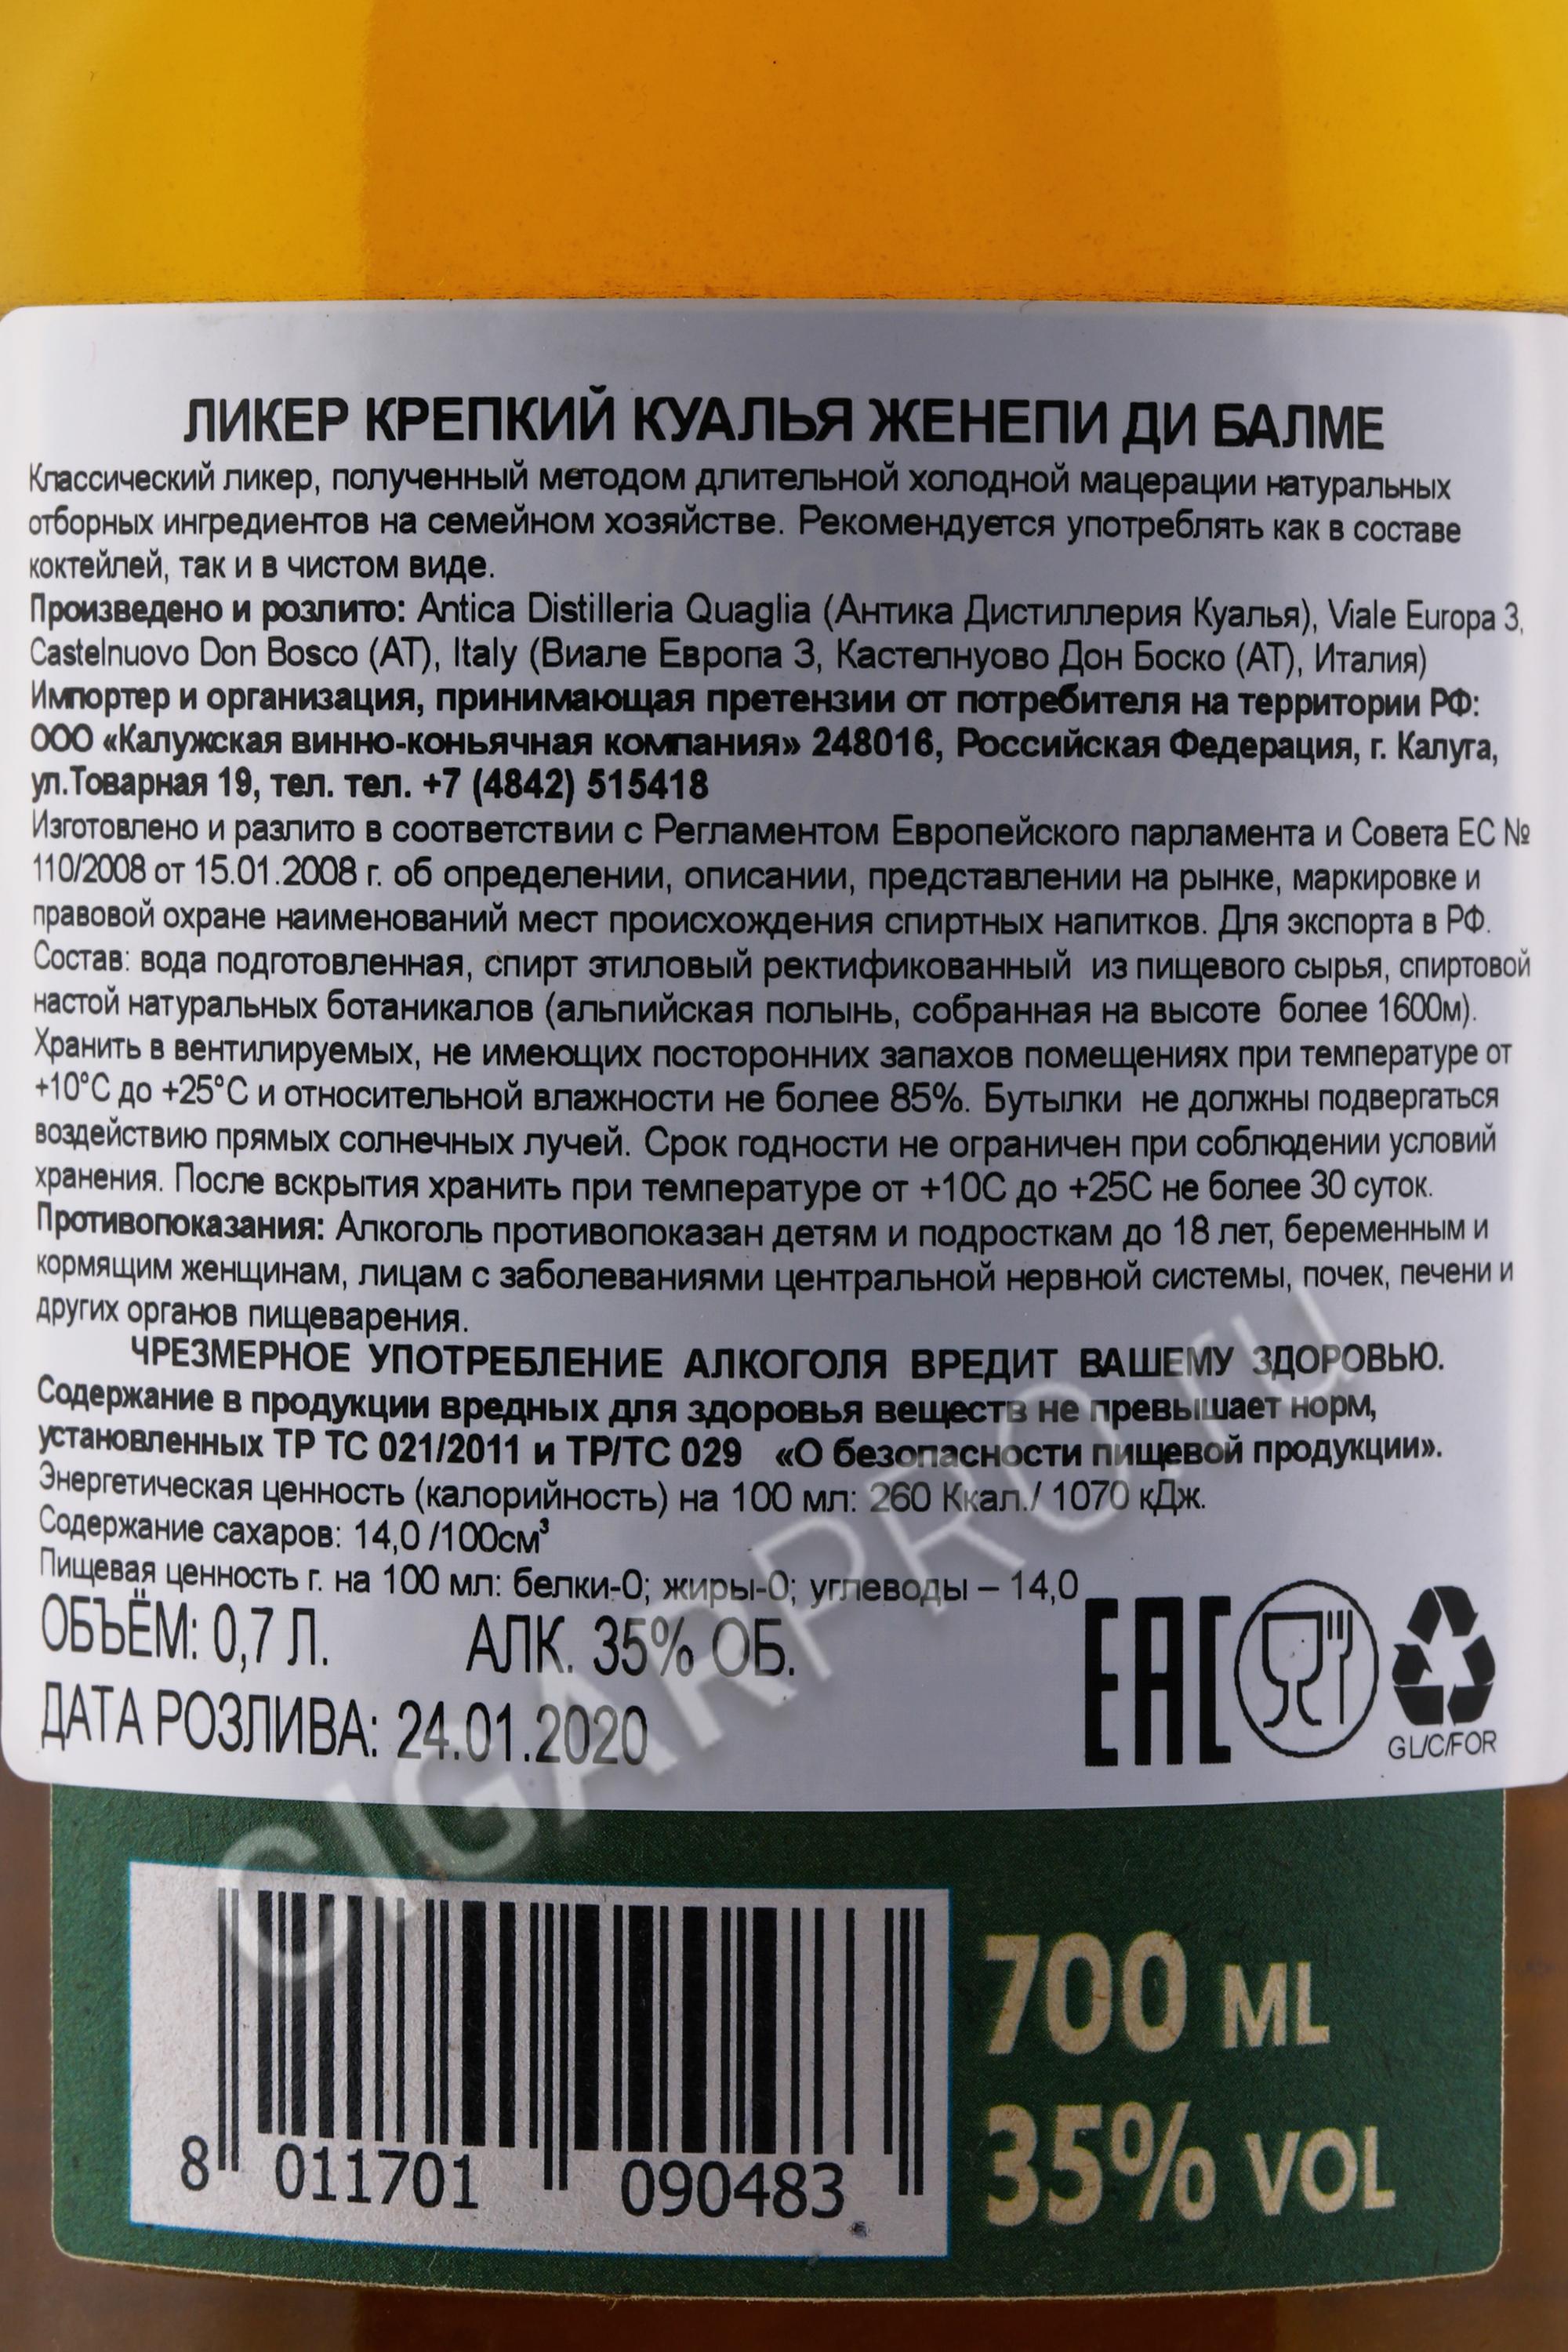 ЛИКЕР КРЕПКИЙ КУАЛЬЯ ЖЕНЕПИ ДИ БАЛМЕ
Классический ликер, полученный методом длительной холодной мацерации натуральных
отборных ингредиентов на семейном хозяйстве. Рекомендуется употреблять как в составе
коктейлей, так и в чистом виде.
Произведено и розлито: Antica Distilleria Quaglia (Антика Дистиллерия Куалья), Viale Europa 3,
Castelnuovo Don Bosco (AT), Italy (Виале Европа 3, Кастелнуово Дон Боско (АТ), Италия)
Импортер и организация, принимающая претензии от потребителя на территории РФ:
ООО «Калужская винно-коньячная компания» 248016, Российская Федерация, г. Калуга,
ул.Товарная 19, тел. тел. +7 (4842) 515418
Изготовлено и разлито в соответствии с Регламентом Европейского парламента и Совета ЕС №
110/2008 от 15.01.2008 г. об определении, описании, представлении на рынке, маркировке и
правовой охране наименований мест происхождения спиртных напитков. Для экспорта в РФ.
Состав: вода подготовленная, спирт этиловый ректификованный из пищевого сырья, спиртовой
настой натуральных ботаникалов (альпийская полынь, собранная на высоте более 1600м).
Хранить в вентилируемых, не имеющих посторонних запахов помещениях при температуре от
+10°С до +25°С и относительной влажности не более 85%. Бутылки не должны подвергаться
воздействию прямых солнечных лучей. Срок годности не ограничен при соблюдении условий
хранения. После вскрытия хранить при температуре от +10С до +25С не более 30 суток.
Противопоказания: Алкоголь противопоказан детям и подросткам до 18 лет, беременным и
кормящим женщинам, лицам с заболеваниями центральной нервной системы, почек, печени и
других органов пищеварения.
ЧРЕЗМЕРНОЕ УПОТРЕБЛЕНИЕ АЛКОГОЛЯ ВРЕДИТ ВАШЕМУ ЗДОРОВЬЮ.
Содержание в продукции вредных для здоровья веществ не превышает норм,
установленных ТР ТС 021/2011 и ТР/ТС 029 «О безопасности пищевой продукции».
Энергетическая ценность (калорийность) на 100 мл: 260 Ккал./ 1070 кДж.
Содержание сахаров: 14,0 /100см³
Пищевая ценность г. на 100 мл: белки-0; жиры-0; углеводы – 14,0
ОБЪЁМ: 0,7 Л. АЛК. 35% ОБ.
ДАТА РОЗЛИВА: 24.01.2020
EAC
GL/C/FOR
CIGARPRO.ru
700 ML
35% VOL
8 011701 090483